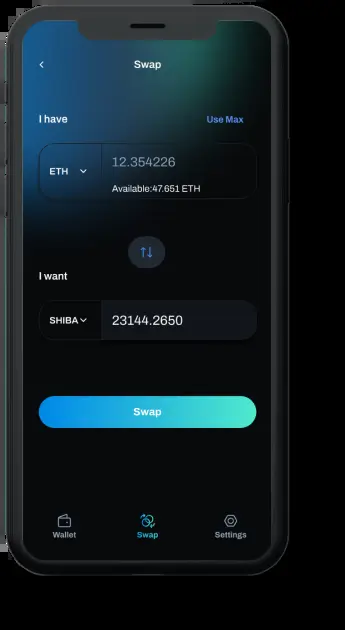 Swap
I have
Use Max
ETH
12.354226
Available:47.651 ETH
I want
SHIBA
23144.2650
Swap
Wallet
Swap
Settings